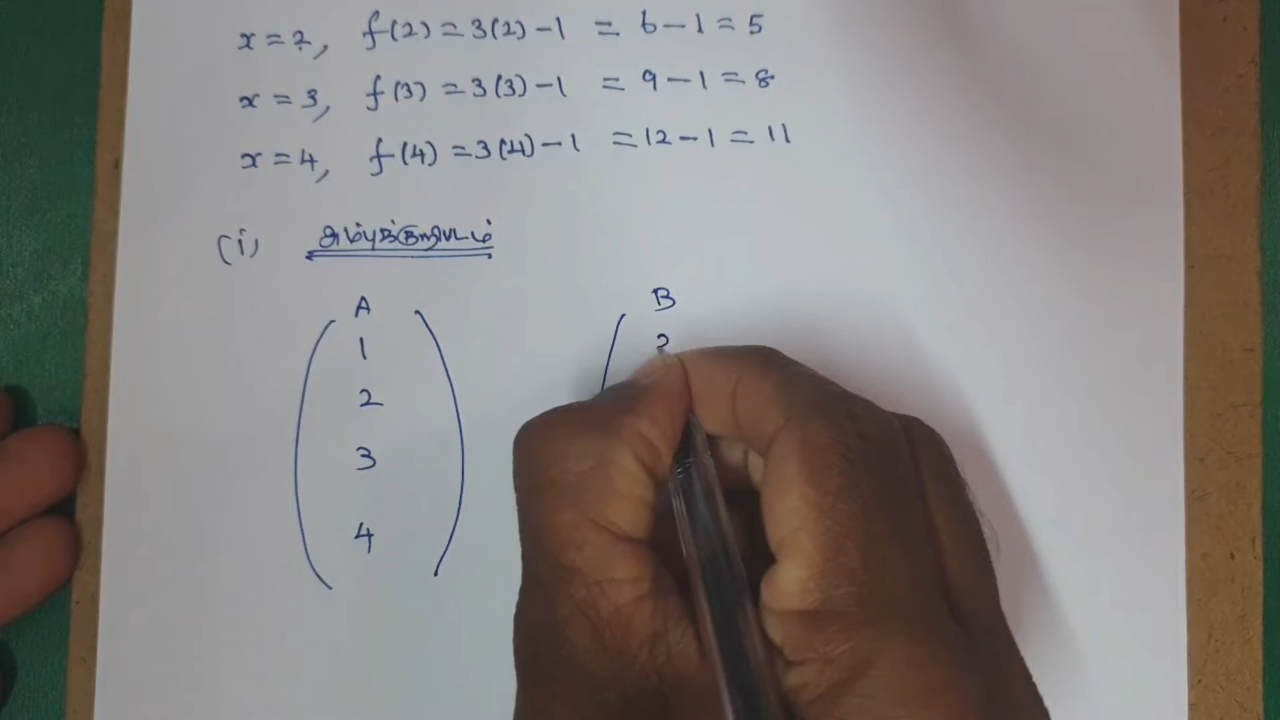 x = 2, f(2) = 3(2) - 1 = 6 - 1 = 5
x = 3, f(3) = 3(3) - 1 = 9 - 1 = 8
x = 4, f(4) = 3(4) - 1 = 12 - 1 = 11
(i) அம்புக்குறிபடம்
A B
1 2
2
3
4